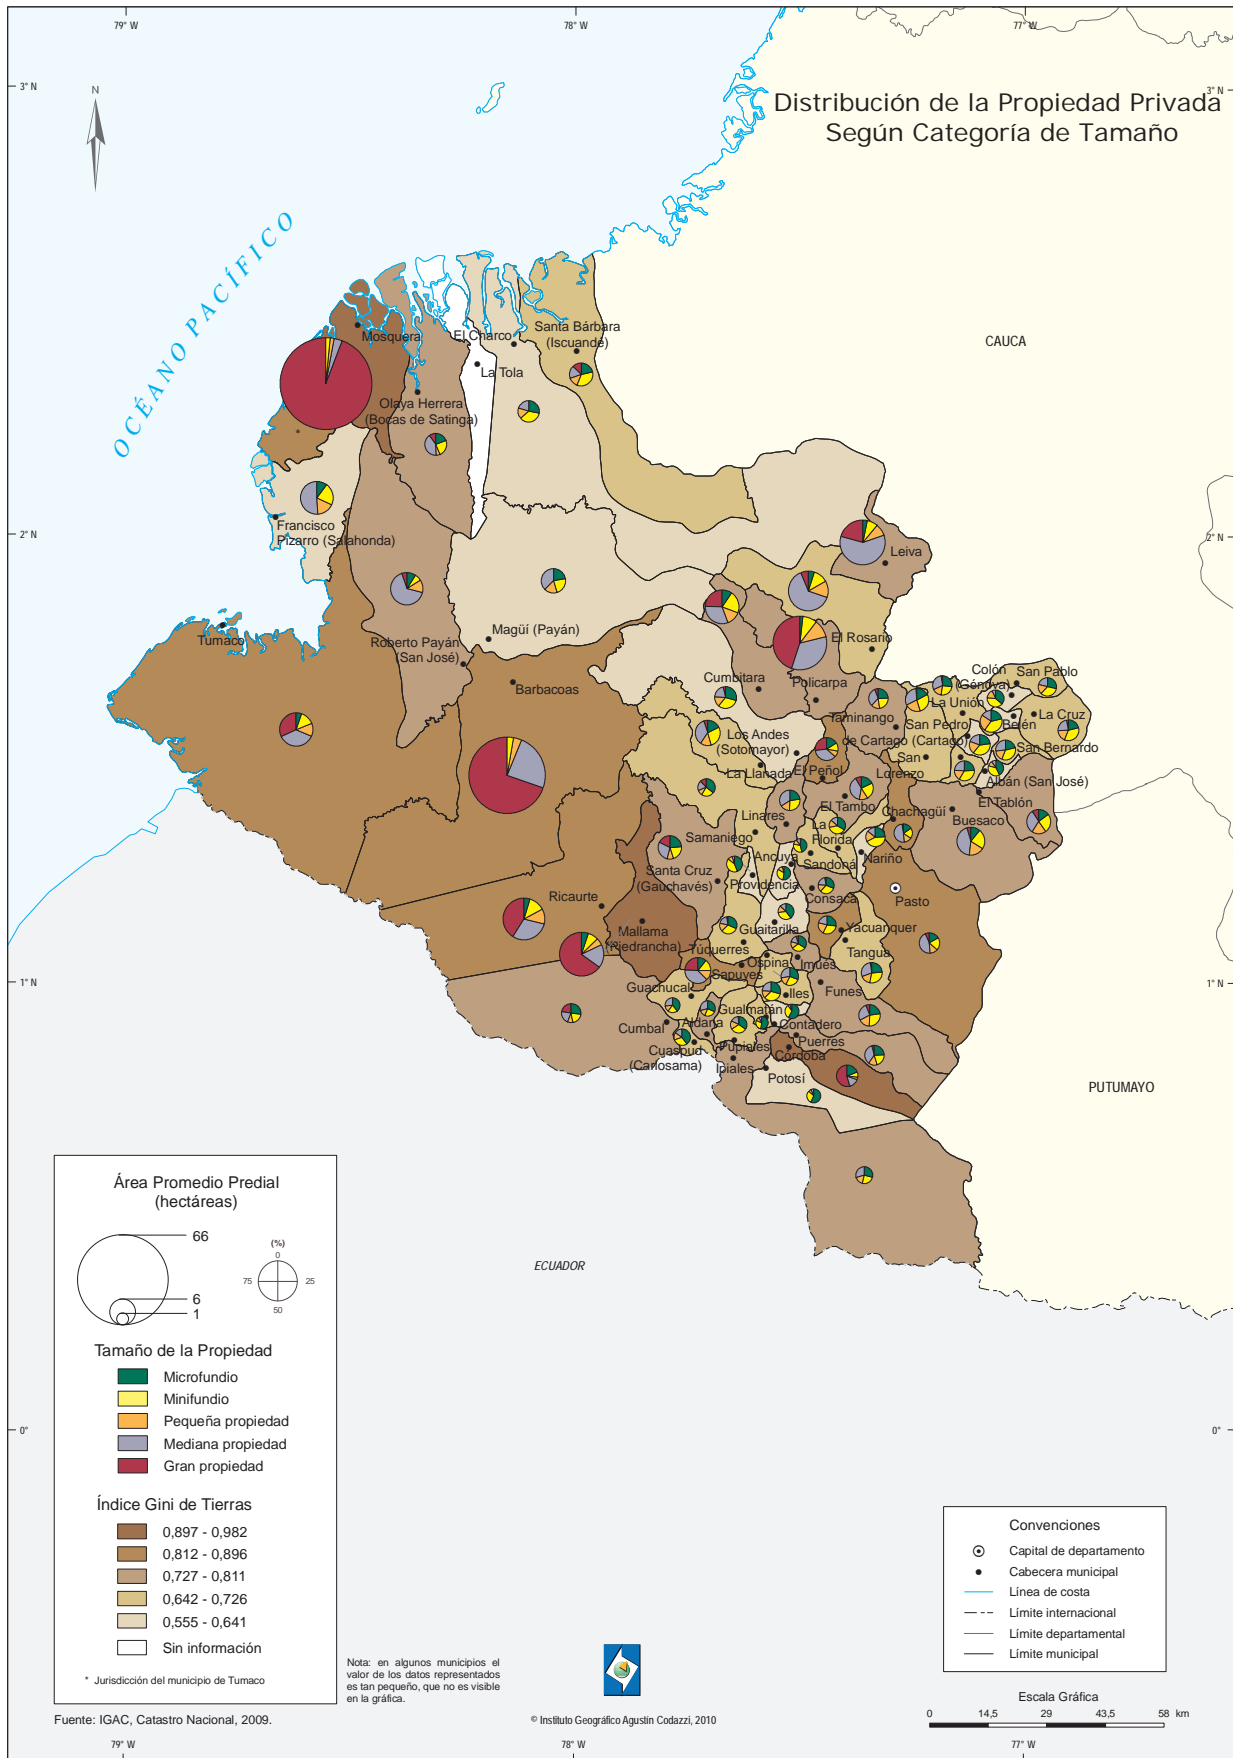 79° W
78° W
77° W
3° N
3° N
N
Distribución de la Propiedad Privada
Según Categoría de Tamaño
OCÉANO PACÍFICO
CAUCA
Mosquera
El Charco
Santa Bárbara
(Iscuandé)
La Tola
Olaya Herrera
(Bocas de Satinga)
*
Francisco
Pizarro (Salahonda)
2° N
2° N
Leiva
Tumaco
Roberto Payán
(San José)
Magüí (Payán)
El Rosario
Barbacoas
Cumbitara
Policarpa
Colón
(Génova)
San Pablo
La Unión
Taminango
San Pedro
de Cartago (Cartago)
Belén
La Cruz
Los Andes
(Sotomayor)
San Bernardo
San
Lorenzo
La Llanada
El Peñol
Albán (San José)
El Tablón
El Tambo
Chachagüí
Buesaco
Linares
La
Florida
Samaniego
Ancuya
Sandoná
Nariño
Santa Cruz
(Guachavés)
Providencia
Consaca
Pasto
Ricaurte
Mallama
(Piedrancha)
Guaitarilla
Yacuanquer
Túquerres
Tangua
Ospina
Imués
Sapuyes
Guachucal
Iles
Funes
1° N
1° N
Gualmatán
Cumbal
Aldana
Contadero
Puerres
Cuaspud
(Carlosama)
Pupiales
Córdoba
Ipiales
Potosí
PUTUMAYO
ECUADOR
Área Promedio Predial
(hectáreas)
66
6
1
(%)
0
75
25
50
Tamaño de la Propiedad
Microfundio
Minifundio
Pequeña propiedad
Mediana propiedad
Gran propiedad
Índice Gini de Tierras
0,897 - 0,982
0,812 - 0,896
0,727 - 0,811
0,642 - 0,726
0,555 - 0,641
Sin información
* Jurisdicción del municipio de Tumaco
0°
0°
Convenciones
Capital de departamento
Cabecera municipal
Línea de costa
Límite internacional
Límite departamental
Límite municipal
Nota: en algunos municipios el
valor de los datos representados
es tan pequeño, que no es visible
en la gráfica.
Fuente: IGAC, Catastro Nacional, 2009.
© Instituto Geográfico Agustín Codazzi, 2010
Escala Gráfica
0 14,5 29 43,5 58 km
79° W
78° W
77° W